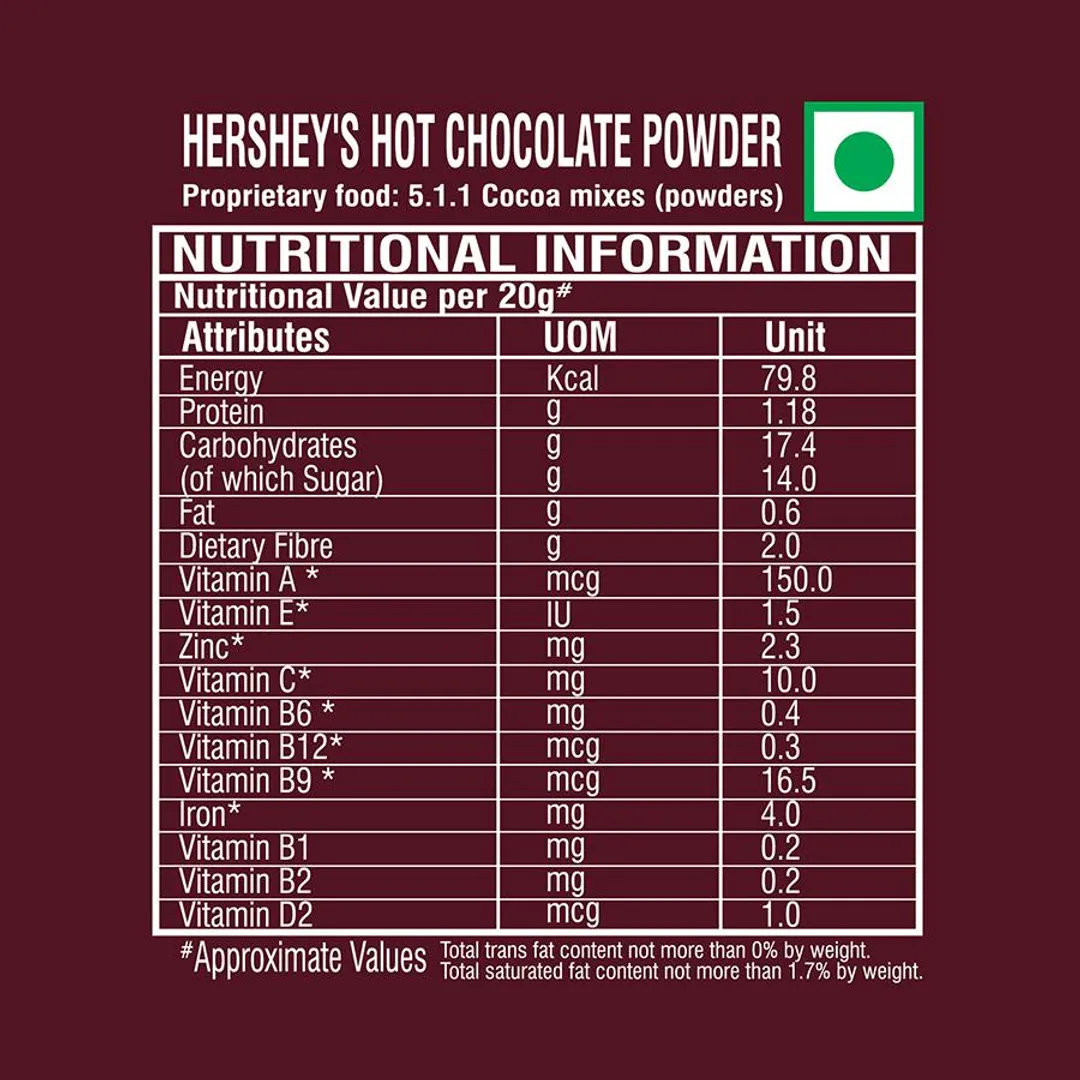 HERSHEY'S HOT CHOCOLATE POWDER
Proprietary food: 5.1.1 Cocoa mixes (powders)
NUTRITIONAL INFORMATION
Nutritional Value per 20g#
Attributes UOM Unit
Energy Kcal 79.8
Protein g 1.18
Carbohydrates g 17.4
(of which Sugar) g 14.0
Fat g 0.6
Dietary Fibre g 2.0
Vitamin A * mcg 150.0
Vitamin E* IU 1.5
Zinc* mg 2.3
Vitamin C* mg 10.0
Vitamin B6 * mg 0.4
Vitamin B12* mcg 0.3
Vitamin B9 * mcg 16.5
Iron* mg 4.0
Vitamin B1 mg 0.2
Vitamin B2 mg 0.2
Vitamin D2 mcg 1.0
#Approximate Values Total trans fat content not more than 0% by weight.
Total saturated fat content not more than 1.7% by weight.